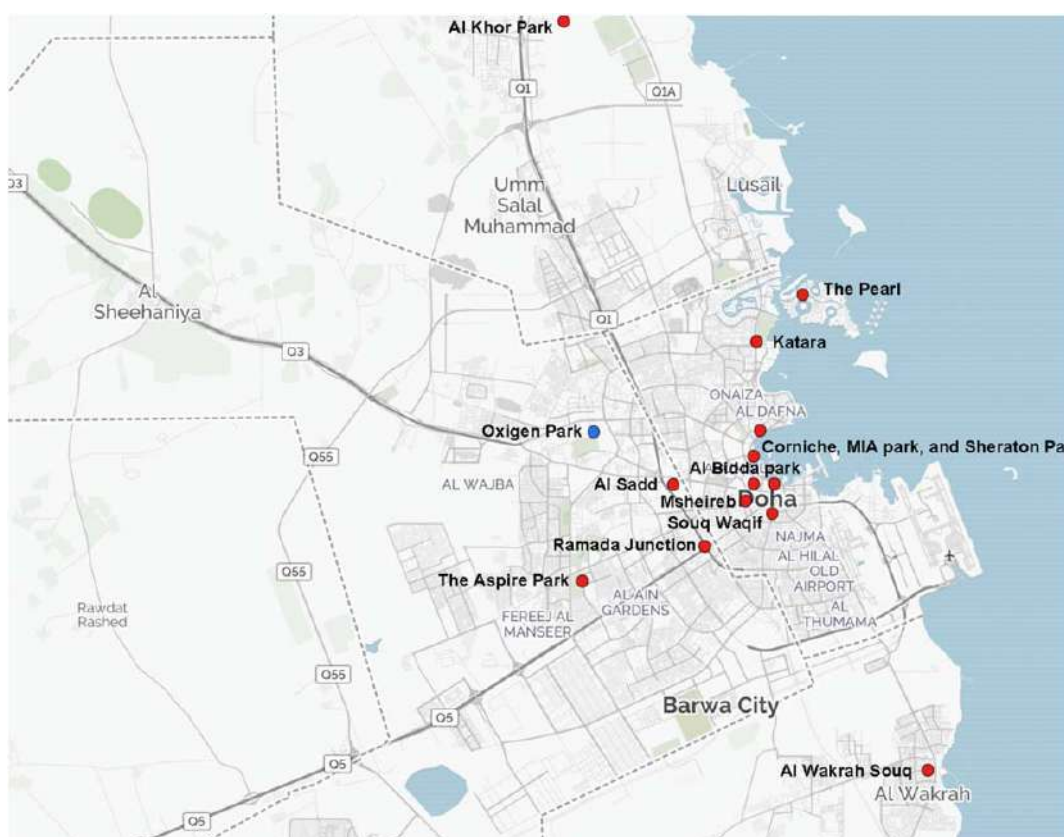 Al Khor Park
Q1
Q1A
Q3
Umm
Salal
Muhammad
Lusail
Al
Sheehaniya
The Pearl
Q1
Katara
Q3
ONAIZA
AL DAFNA
Oxigen Park
Corniche, MIA park, and Sheraton Pa
Q55
Al Bidda park
AL WAJBA
Al Sadd
Msheireb
Doha
Souq Waqif
Ramada Junction
NAJMA
AL HILAL
OLD
AIRPORT
AL
THUMAMA
Q55
The Aspire Park
AL AIN
GARDENS
FEREEJ AL
MANSEER
Rawdat
Rashed
Q55
Barwa City
Q5
Q5
Al Wakrah Souq
Al Wakrah
Q5